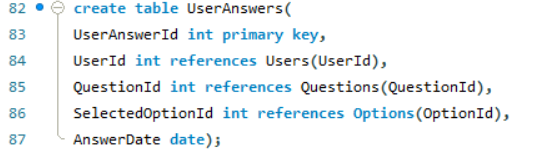 82 create table UserAnswers(
83 UserAnswerId int primary key,
84 UserId int references Users(UserId),
85 QuestionId int references Questions(QuestionId),
86 SelectedOptionId int references Options(OptionId),
87 AnswerDate date);